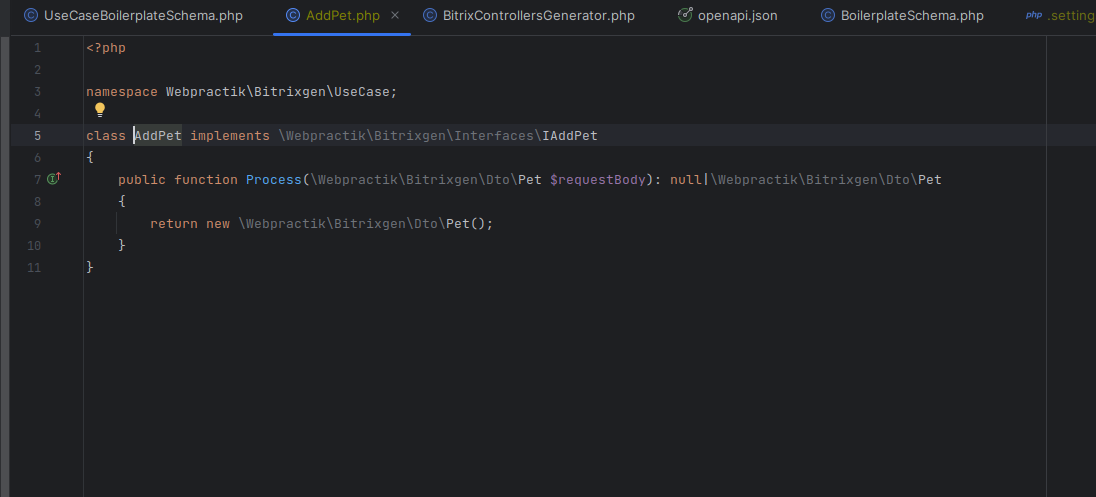 UseCaseBoilerplateSchema.php AddPet.php BitrixControllersGenerator.php openapi.json BoilerplateSchema.php php .setting
1 <?php
2
3 namespace Webpractik\Bitrixgen\UseCase;
4
5 class AddPet implements \Webpractik\Bitrixgen\Interfaces\IAddPet
6 {
7 public function Process(\Webpractik\Bitrixgen\Dto\Pet $requestBody): null|\Webpractik\Bitrixgen\Dto\Pet
8 {
9 return new \Webpractik\Bitrixgen\Dto\Pet();
10 }
11 }